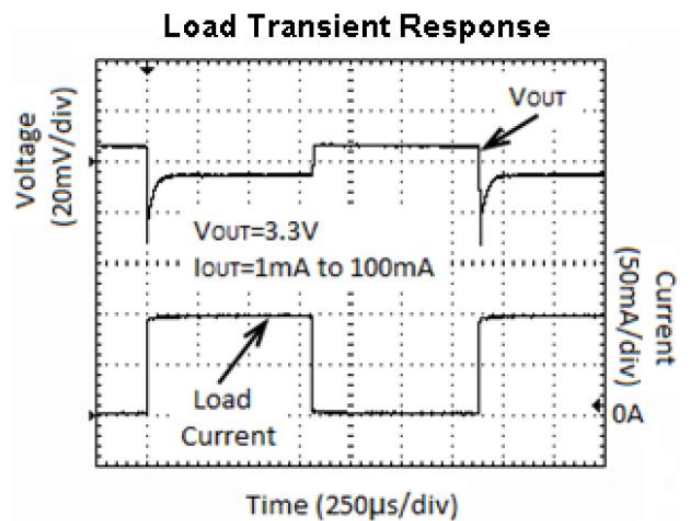 Load Transient Response
Voltage
(20mV/div)
VOUT
VOUT=3.3V
IOUT=1mA to 100mA
Current
(50mA/div)
Load
Current
0A
Time (250µs/div)